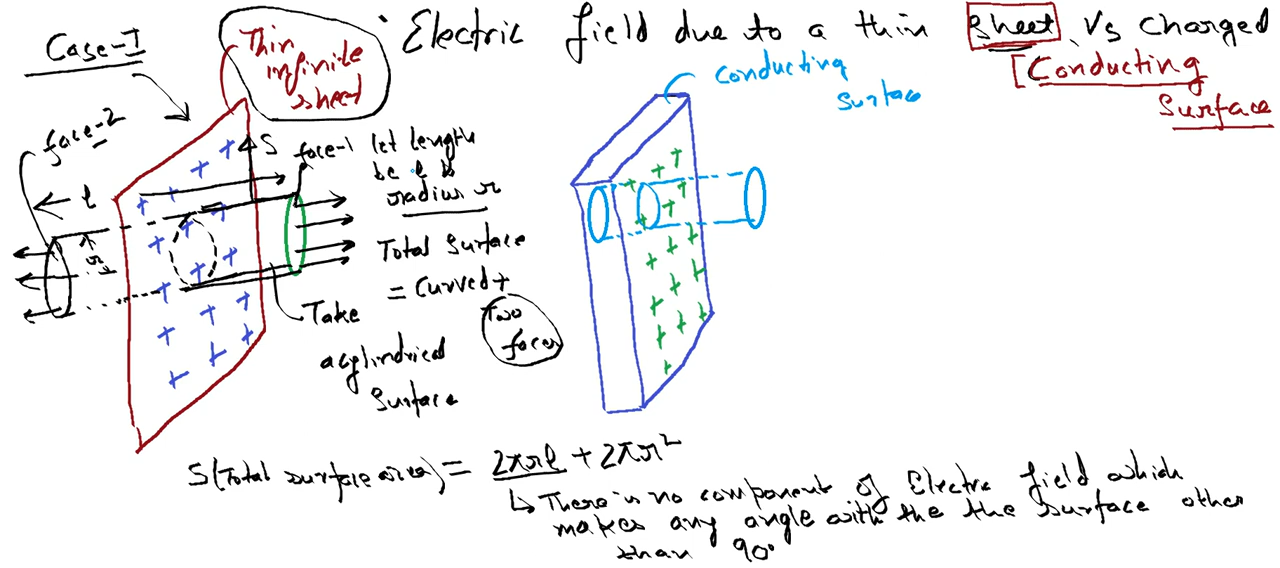 Electric field due to a thin sheet Vs Charged
[Conducting
Surface
Case-I
Thin
infinite
sheet
conducting
surface
face-2
S
face-1
let length
be l &
radius r
l
r
Total surface
= curved +
Two
faces
Take
a cylindrical
surface
S(Total surface area) = 2πrl + 2πr²
↳ There is no component of Electric field which
makes any angle with the the surface other
than 90°